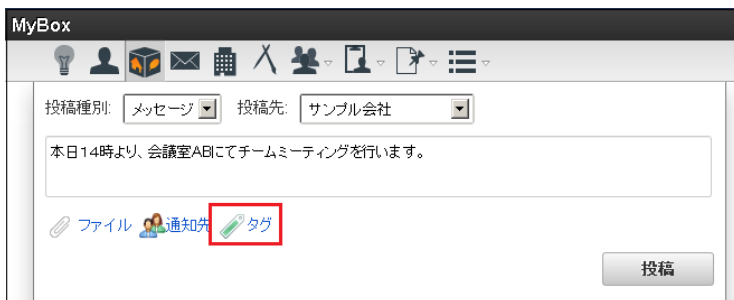 MyBox
投稿種別: メッセージ 投稿先: サンプル会社
本日14時より、会議室ABにてチームミーティングを行います。
ファイル 通知先 タグ
投稿